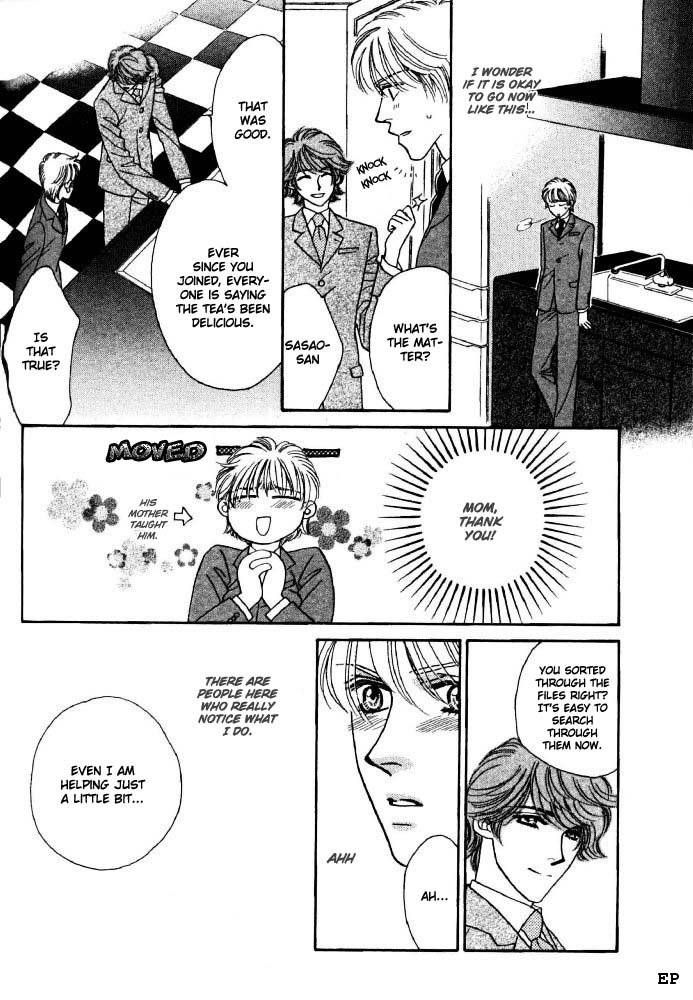 I WONDER
IF IT IS OKAY
TO GO NOW
LIKE THIS...
KNOCK
KNOCK
WHAT'S
THE MAT-
TER?
SASAO-
SAN
THAT
WAS
GOOD.
EVER
SINCE YOU
JOINED, EVERY-
ONE IS SAYING
THE TEA'S BEEN
DELICIOUS.
IS
THAT
TRUE?
MOM,
THANK
YOU!
MOVED
HIS
MOTHER
TAUGHT
HIM.
YOU SORTED
THROUGH THE
FILES RIGHT?
IT'S EASY TO
SEARCH
THROUGH
THEM NOW.
AH...
AHH
THERE ARE
PEOPLE HERE
WHO REALLY
NOTICE WHAT
I DO.
EVEN I AM
HELPING JUST
A LITTLE BIT...
EP